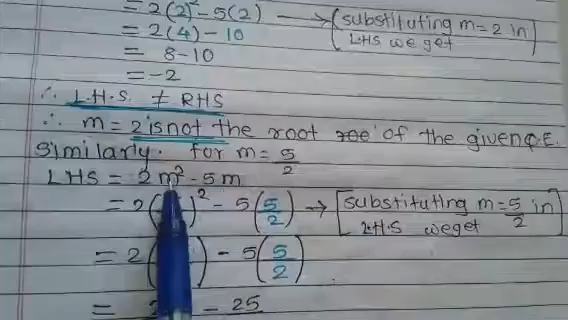 = 2(2)² - 5(2) → (substituting m = 2 in
= 2(4) - 10 LHS we get
= 8 - 10
= -2
∴ L.H.S. ≠ RHS
∴ m = 2 is not the root of the given Q.E.
Similarly. for m = 5/2
LHS = 2m² - 5m
= 2( )² - 5(5/2) → [substituting m = 5/2 in
L.H.S we get
= 2( ) - 5(5/2)
= - 25